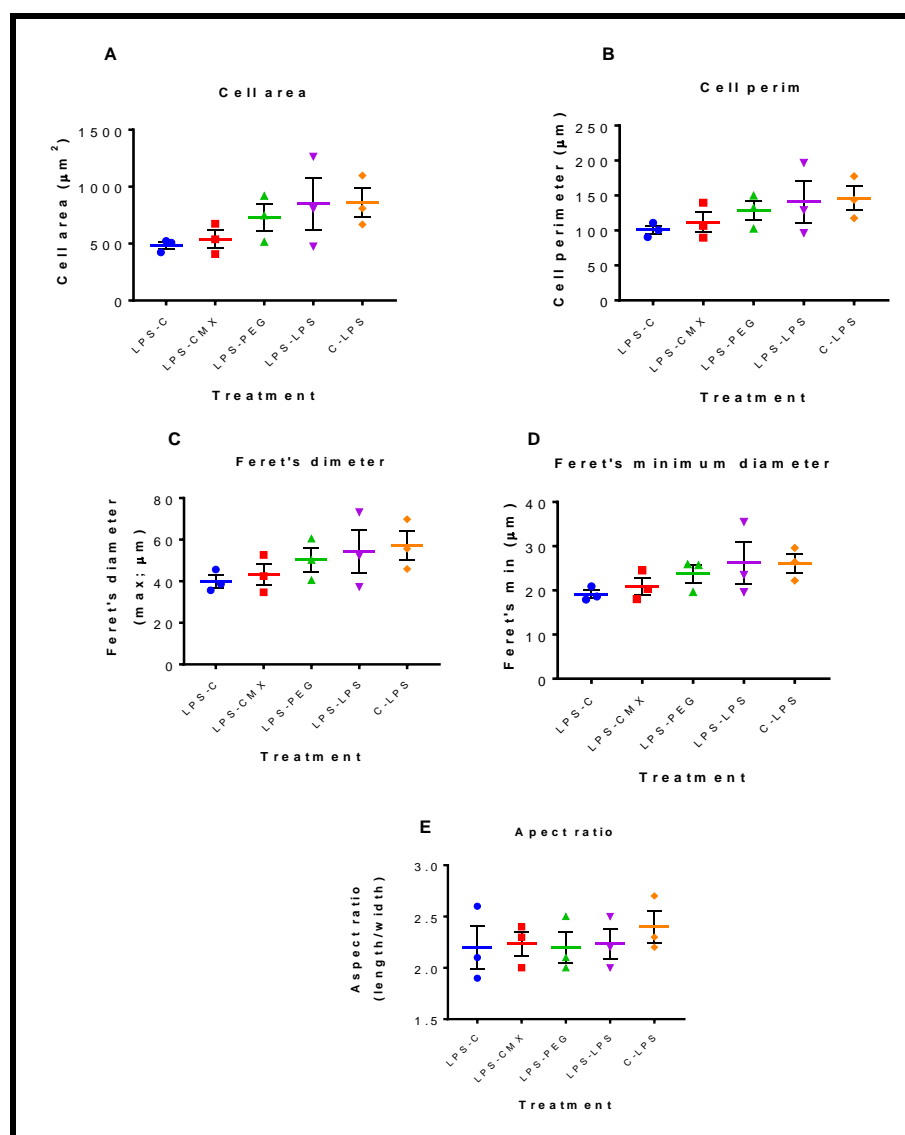 A
Cell area
Cell area (µm²)
1500
1000
500
0
LPS-C
LPS-CMX
LPS-PEG
LPS-LPS
C-LPS
Treatment
B
Cell perim
Cell perimeter (µm)
250
200
150
100
50
0
LPS-C
LPS-CMX
LPS-PEG
LPS-LPS
C-LPS
Treatment
C
Feret's dimeter
Feret's diameter
(max; µm)
80
60
40
20
0
LPS-C
LPS-CMX
LPS-PEG
LPS-LPS
C-LPS
Treatment
D
Feret's minimum diameter
Feret's min (µm)
40
30
20
10
0
LPS-C
LPS-CMX
LPS-PEG
LPS-LPS
C-LPS
Treatment
E
Apect ratio
Aspect ratio
(length/width)
3.0
2.5
2.0
1.5
LPS-C
LPS-CMX
LPS-PEG
LPS-LPS
C-LPS
Treatment